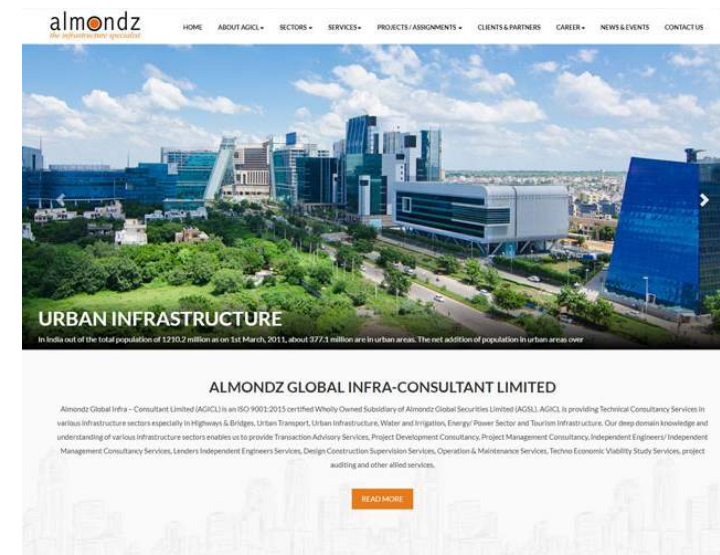 almondz
the infrastructure specialist
HOME ABOUT AGICL SECTORS SERVICES PROJECTS / ASSIGNMENTS CLIENTS & PARTNERS CAREER NEWS & EVENTS CONTACT US
URBAN INFRASTRUCTURE
In India out of the total population of 1210.2 million as on 1st March, 2011, about 377.1 million are in urban areas. The net addition of population in urban areas over
ALMONDZ GLOBAL INFRA-CONSULTANT LIMITED
Almondz Global Infra – Consultant Limited (AGICL) is an ISO 9001:2015 certified Wholly Owned Subsidiary of Almondz Global Securities Limited (AGSL). AGICL is providing Technical Consultancy Services in
various infrastructure sectors especially in Highways & Bridges, Urban Transport, Urban Infrastructure, Water and Irrigation, Energy/ Power Sector and Tourism Infrastructure. Our deep domain knowledge and
understanding of various infrastructure sectors enables us to provide Transaction Advisory Services, Project Development Consultancy, Project Management Consultancy, Independent Engineers/ Independent
Management Consultancy Services, Lenders Independent Engineers Services, Design Construction Supervision Services, Operation & Maintenance Services, Techno Economic Viability Study Services, project
auditing and other allied services.
READ MORE